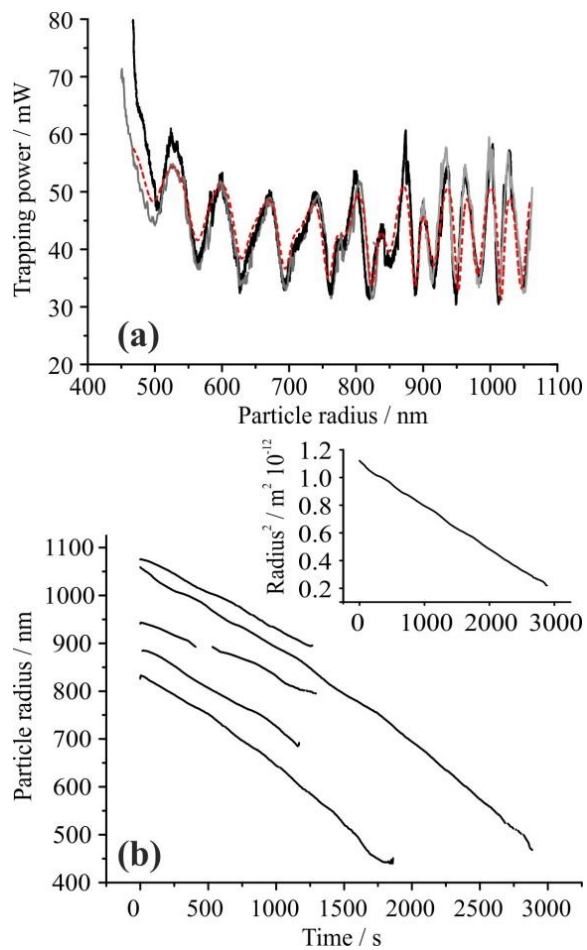 80
70
60
50
40
30
20
Trapping power / mW
(a)
400 500 600 700 800 900 1000 1100
Particle radius / nm
1.2
1.0
0.8
0.6
0.4
0.2
Radius² / m² 10⁻¹²
0 1000 2000 3000
1100
1000
900
800
700
600
500
400
Particle radius / nm
(b)
0 500 1000 1500 2000 2500 3000
Time / s